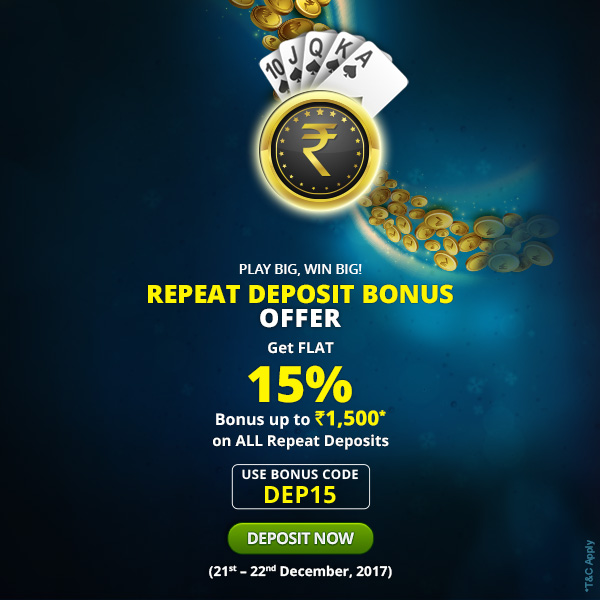 10 J Q K A
₹
PLAY BIG, WIN BIG!
REPEAT DEPOSIT BONUS
OFFER
Get FLAT
15%
Bonus up to ₹1,500*
on ALL Repeat Deposits
USE BONUS CODE
DEP15
DEPOSIT NOW
(21st – 22nd December, 2017)
*T&C Apply